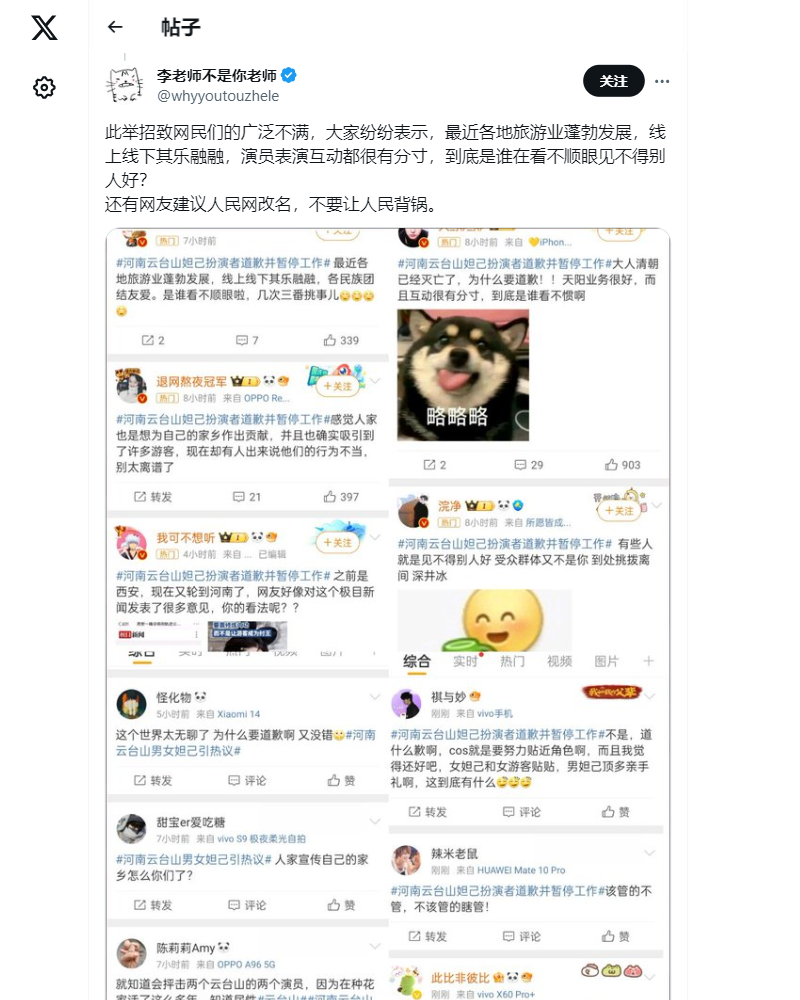 帖子
李老师不是你老师
@whyyoutouzhele
关注
此举招致网民们的广泛不满，大家纷纷表示，最近各地旅游业蓬勃发展，线
上线下其乐融融，演员表演互动都很有分寸，到底是谁在看不顺眼见不得别
人好？
还有网友建议人民网改名，不要让人民背锅。
热门 7小时前
+关注
#河南云台山妲己扮演者道歉并暂停工作# 最近各
地旅游业蓬勃发展，线上线下其乐融融，各民族团
结友爱。是谁看不顺眼啦，几次三番挑事儿
2 7 339
退网熬夜冠军
+关注
热门 8小时前 来自 OPPO Re...
#河南云台山妲己扮演者道歉并暂停工作#感觉人家
也是想为自己的家乡作出贡献，并且也确实吸引到
了许多游客，现在却有人出来说他们的行为不当，
别太离谱了
转发 21 397
我可不想听
+关注
热门 4小时前 来自 ... 已编辑
#河南云台山妲己扮演者道歉并暂停工作# 之前是
西安，现在又轮到河南了，网友好像对这个极目新
闻发表了很多意见，你的看法呢？？
综合 实时 热门 视频 图片
怪化物
5小时前 来自 Xiaomi 14
这个世界太无聊了 为什么要道歉啊 又没错#河南
云台山男女妲己引热议#
转发 评论 赞
甜宝er爱吃糖
7小时前 来自 vivo S9 极夜柔光自拍
#河南云台山男女妲己引热议# 人家宣传自己的家
乡怎么你们了？
转发 评论 赞
陈莉莉Amy
7小时前 来自 OPPO A96 5G
就知道会抨击两个云台山的两个演员，因为在种花
热门 8小时前 来自 iPhon...
+关注
#河南云台山妲己扮演者道歉并暂停工作#大人清朝
已经灭亡了，为什么要道歉！！天阳业务很好，而
且互动很有分寸，到底是谁看不惯啊
略略略
2 29 903
浣净
+关注
热门 8小时前 来自 所愿皆成...
#河南云台山妲己扮演者道歉并暂停工作# 有些人
就是见不得别人好 受众群体又不是你 到处挑拨离
间 深井冰
综合 实时 热门 视频 图片
祺与妙
刚刚 来自 vivo手机
#河南云台山妲己扮演者道歉并暂停工作#不是，道
什么歉啊，cos就是要努力贴近角色啊，而且我觉
得还好吧，女妲己和女游客贴贴，男妲己顶多亲手
礼啊，这到底有什么
转发 评论 赞
辣米老鼠
刚刚 来自 HUAWEI Mate 10 Pro
#河南云台山妲己扮演者道歉并暂停工作#该管的不
管，不该管的瞎管！
转发 评论 赞
此比非彼比
刚刚 来自 vivo X60 Pro+